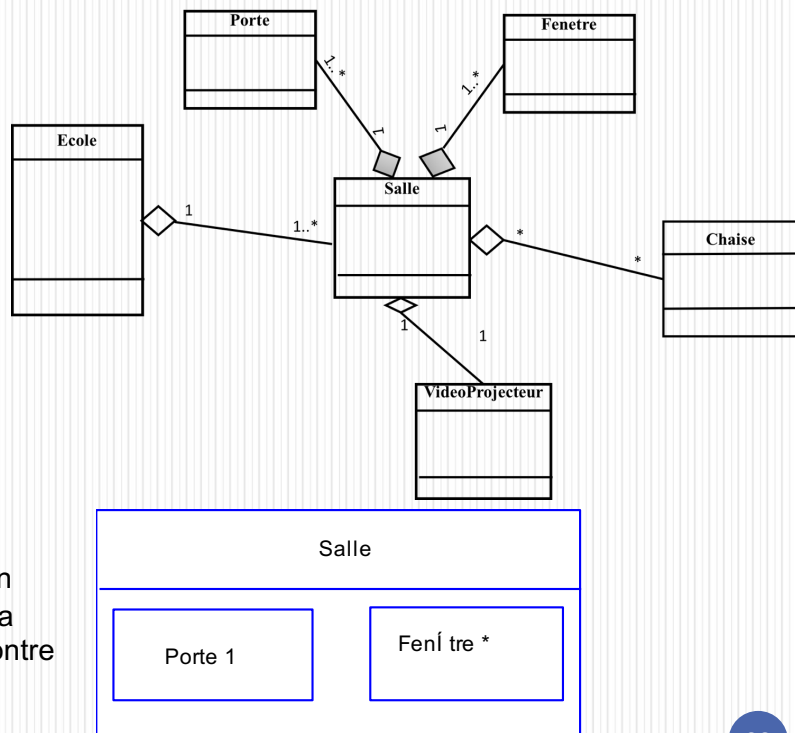 Porte
Fenetre
1..*
1..*
1
1
Ecole
Salle
1
1..*
*
*
Chaise
1
1
VideoProjecteur
Salle
n
a
ontre
Porte 1
FenÍ tre *